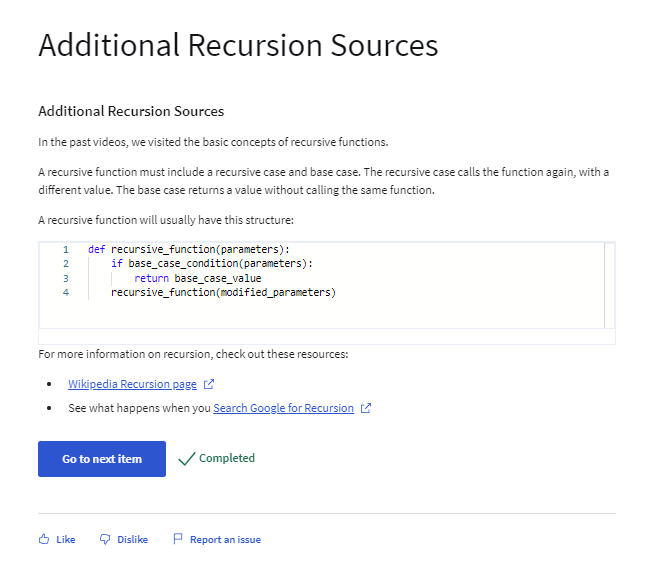 Additional Recursion Sources
Additional Recursion Sources
In the past videos, we visited the basic concepts of recursive functions.
A recursive function must include a recursive case and base case. The recursive case calls the function again, with a
different value. The base case returns a value without calling the same function.
A recursive function will usually have this structure:
1 def recursive_function(parameters):
2 if base_case_condition(parameters):
3 return base_case_value
4 recursive_function(modified_parameters)
For more information on recursion, check out these resources:
• Wikipedia Recursion page
• See what happens when you Search Google for Recursion
Go to next item Completed
Like Dislike Report an issue